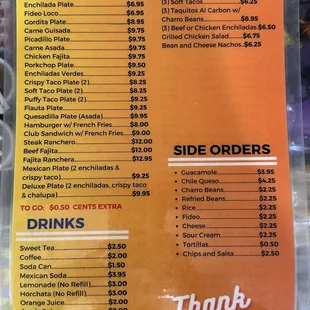 Enchilada Plate $6.95
Fideo Loco $6.95
Gordita Plate $8.95
Carne Guisada $9.75
Picadillo Plate $9.75
Carne Asada $9.75
Chicken Fajita $9.75
Porkchop Plate $9.50
Enchiladas Verdes $9.25
Crispy Taco Plate (2) $8.25
Soft Taco Plate (2) $8.25
Puffy Taco Plate (2) $9.25
Flauta Plate $9.25
Quesadilla Plate (Asada) $9.95
Hamburger w/ French Fries $8.00
Club Sandwich w/ French Fries $9.00
Steak Ranchero $12.00
Beef Fajita $12.00
Fajita Ranchera $12.95
Mexican Plate (2 enchiladas &
crispy taco) $9.25
Deluxe Plate (2 enchiladas, crispy taco
& chalupa) $9.95
TO GO: $0.50 CENTS EXTRA
DRINKS
Sweet Tea $2.50
Coffee $2.00
Soda Can $1.50
Mexican Soda $3.95
Lemonade (No Refill) $3.00
Horchata (No Refill) $3.00
Orange Juice $2.00
(3) Soft Tacos $6.25
(3) Taquitos Al Carbon w/
Charro Beans $8.95
(3) Beef or Chicken Enchiladas $6.50
Grilled Chicken Salad $6.75
Bean and Cheese Nachos $6.25
SIDE ORDERS
Guacamole $3.95
Chile Queso $4.25
Charro Beans $2.25
Refried Beans $2.25
Rice $2.25
Fideo $2.25
Cheese $2.25
Sour Cream $2.25
Tortillas $0.50
Chips and Salsa $2.50
Thank